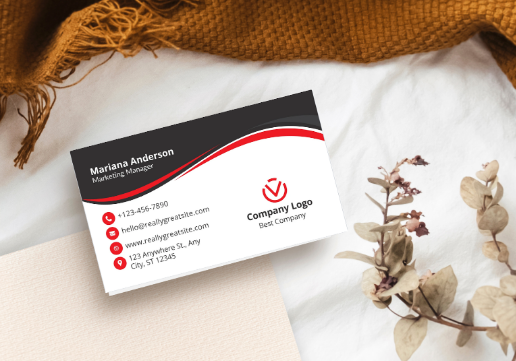 Mariana Anderson
Marketing Manager
+123-456-7890
hello@reallygreatsite.com
www.reallygreatsite.com
123 Anywhere St., Any
City, ST 12345
Company Logo
Best Company